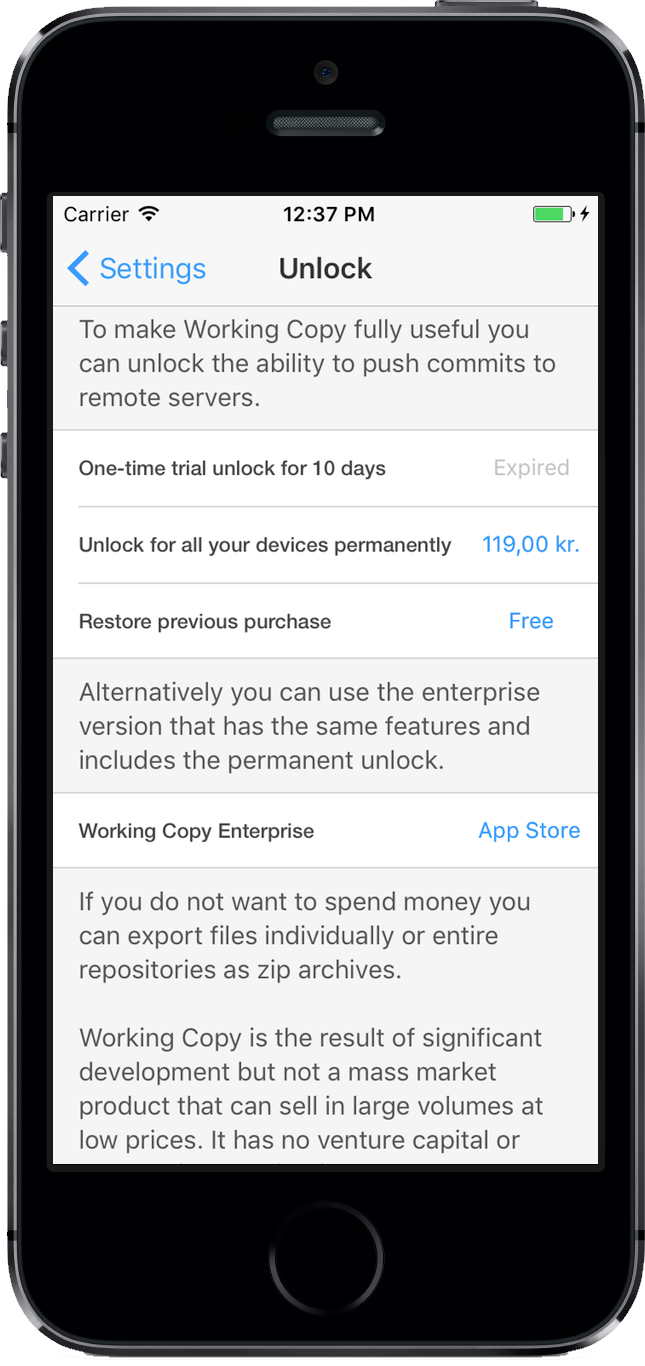 Carrier 12:37 PM
Settings Unlock
To make Working Copy fully useful you
can unlock the ability to push commits to
remote servers.
One-time trial unlock for 10 days Expired
Unlock for all your devices permanently 119,00 kr.
Restore previous purchase Free
Alternatively you can use the enterprise
version that has the same features and
includes the permanent unlock.
Working Copy Enterprise App Store
If you do not want to spend money you
can export files individually or entire
repositories as zip archives.
Working Copy is the result of significant
development but not a mass market
product that can sell in large volumes at
low prices. It has no venture capital or